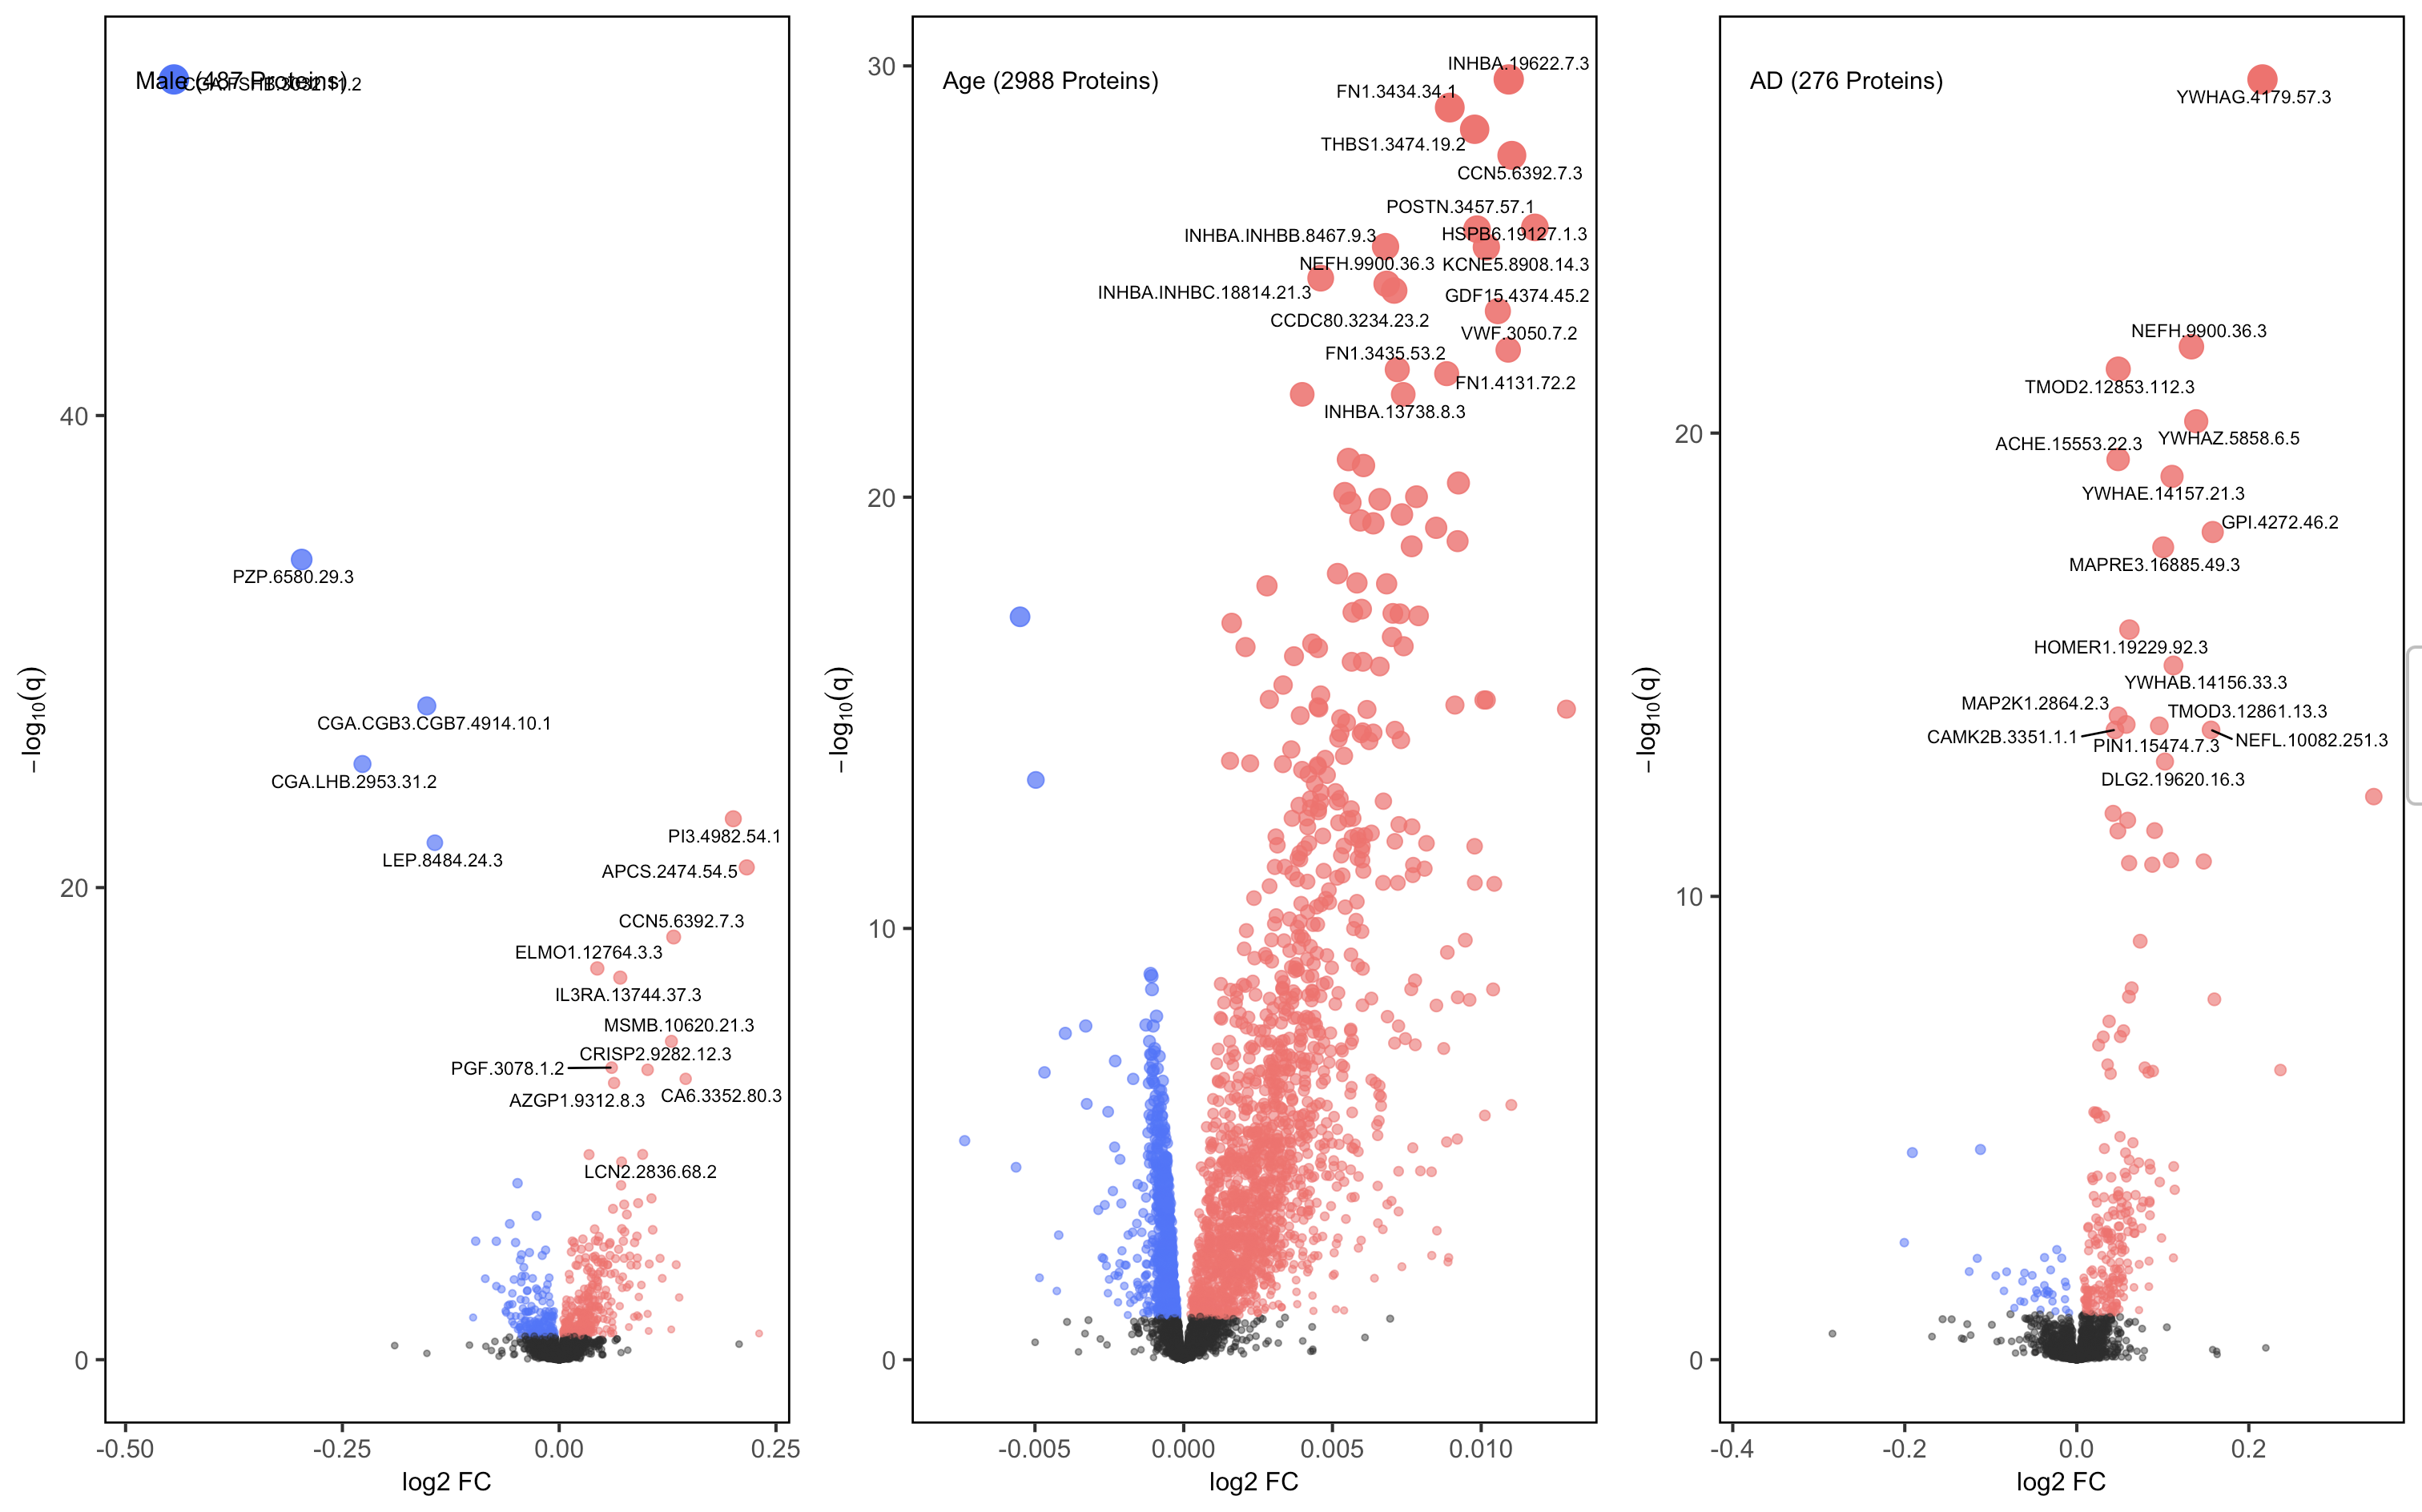 Male (487 Proteins)
CGA.FSHB.3032.11.2
PZP.6580.29.3
CGA.CGB3.CGB7.4914.10.1
CGA.LHB.2953.31.2
LEP.8484.24.3
PI3.4982.54.1
APCS.2474.54.5
CCN5.6392.7.3
ELMO1.12764.3.3
IL3RA.13744.37.3
MSMB.10620.21.3
CRISP2.9282.12.3
PGF.3078.1.2
CA6.3352.80.3
AZGP1.9312.8.3
LCN2.2836.68.2
40
20
0
−log10(q)
-0.50 -0.25 0.00 0.25
log2 FC
Age (2988 Proteins)
INHBA.19622.7.3
FN1.3434.34.1
THBS1.3474.19.2
CCN5.6392.7.3
POSTN.3457.57.1
INHBA.INHBB.8467.9.3
HSPB6.19127.1.3
NEFH.9900.36.3
KCNE5.8908.14.3
INHBA.INHBC.18814.21.3
GDF15.4374.45.2
CCDC80.3234.23.2
VWF.3050.7.2
FN1.3435.53.2
FN1.4131.72.2
INHBA.13738.8.3
30
20
10
0
−log10(q)
-0.005 0.000 0.005 0.010
log2 FC
AD (276 Proteins)
YWHAG.4179.57.3
NEFH.9900.36.3
TMOD2.12853.112.3
YWHAZ.5858.6.5
ACHE.15553.22.3
YWHAE.14157.21.3
GPI.4272.46.2
MAPRE3.16885.49.3
HOMER1.19229.92.3
YWHAB.14156.33.3
MAP2K1.2864.2.3
TMOD3.12861.13.3
CAMK2B.3351.1.1
PIN1.15474.7.3
NEFL.10082.251.3
DLG2.19620.16.3
20
10
0
−log10(q)
-0.4 -0.2 0.0 0.2
log2 FC